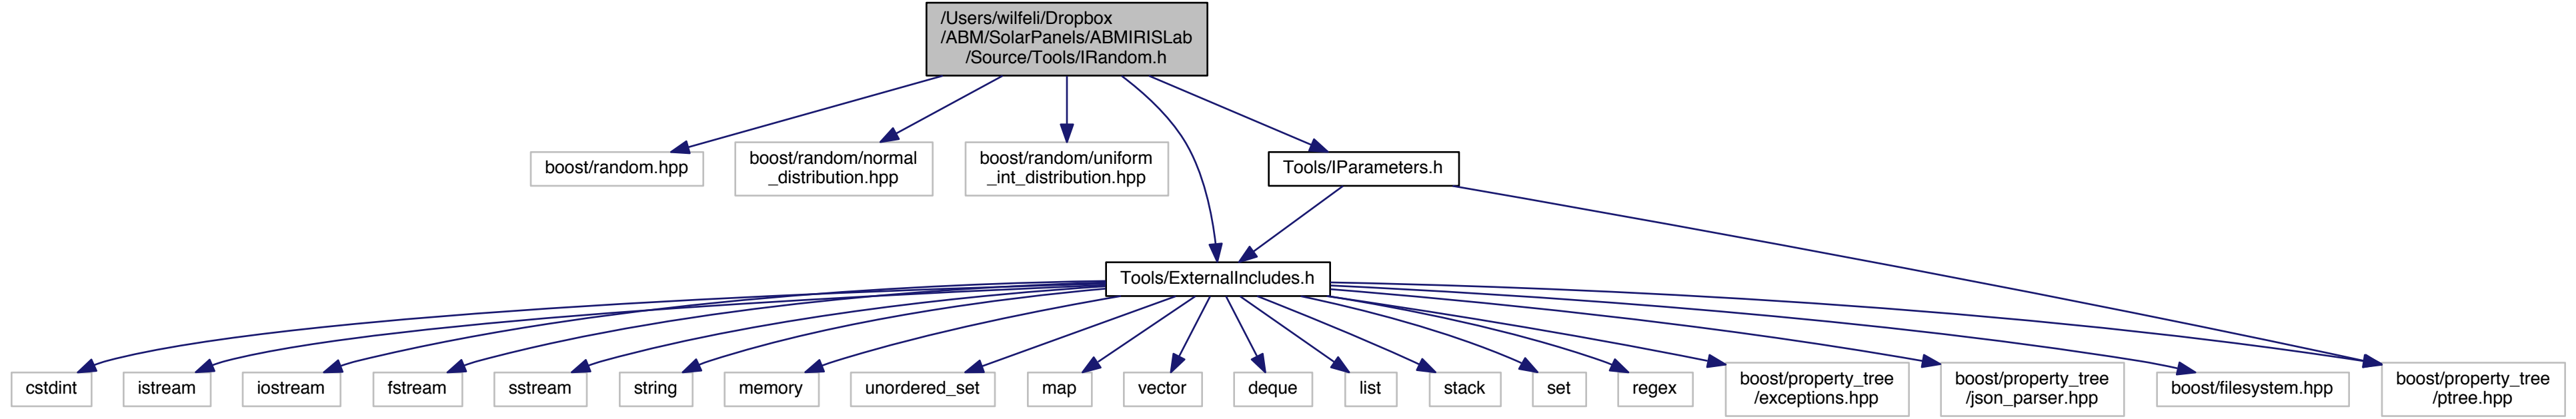 /Users/wilfeli/Dropbox
/ABM/SolarPanels/ABMIRISLab
/Source/Tools/IRandom.h
boost/random.hpp
boost/random/normal
_distribution.hpp
boost/random/uniform
_int_distribution.hpp
Tools/IParameters.h
Tools/ExternalIncludes.h
cstdint
istream
iostream
fstream
sstream
string
memory
unordered_set
map
vector
deque
list
stack
set
regex
boost/property_tree
/exceptions.hpp
boost/property_tree
/json_parser.hpp
boost/filesystem.hpp
boost/property_tree
/ptree.hpp